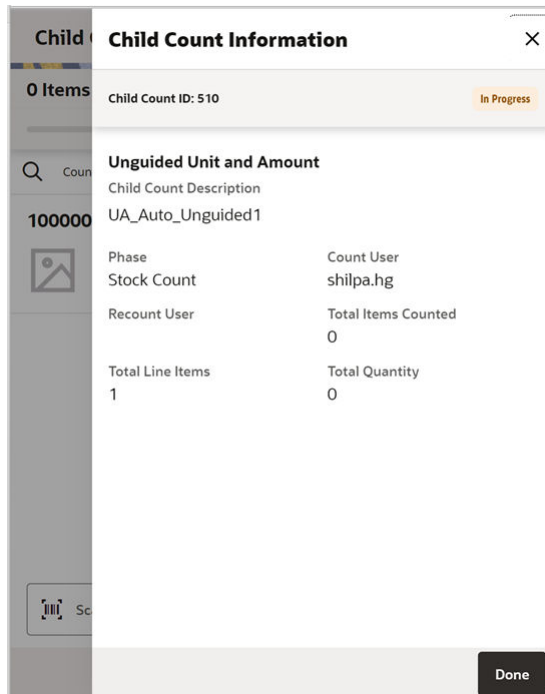 Child
Child Count Information
0 Items
Child Count ID: 510
In Progress
Unguided Unit and Amount
Child Count Description
UA_Auto_Unguided1
Coun
100000
Phase
Count User
Stock Count
shilpa.hg
Recount User
Total Items Counted
0
Total Line Items
Total Quantity
1
0
Sc
Done